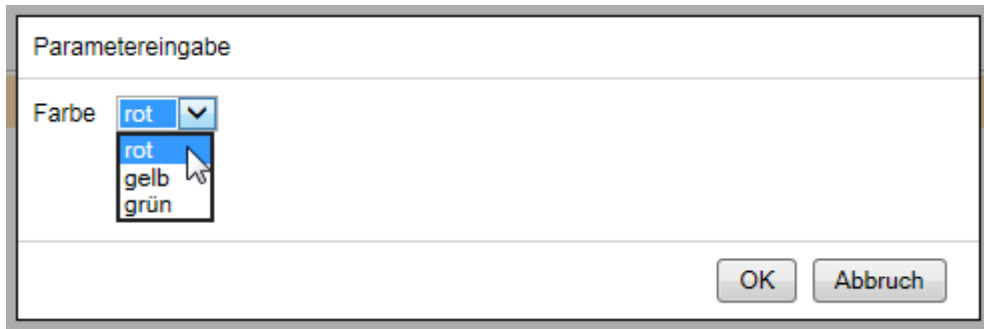 Parametereingabe
Farbe rot
rot
gelb
grün
OK Abbruch